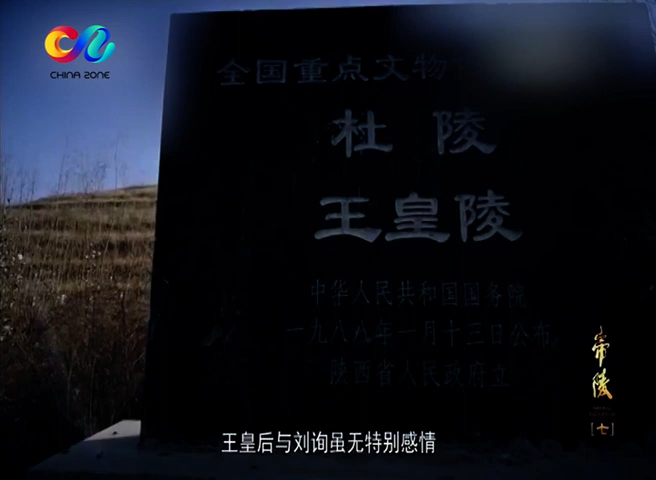 CHINA ZONE
全国重点文物
杜陵
王皇陵
中华人民共和国国务院
一九八八年一月十三日公布
陕西省人民政府立
帝陵
[七]
王皇后与刘询虽无特别感情